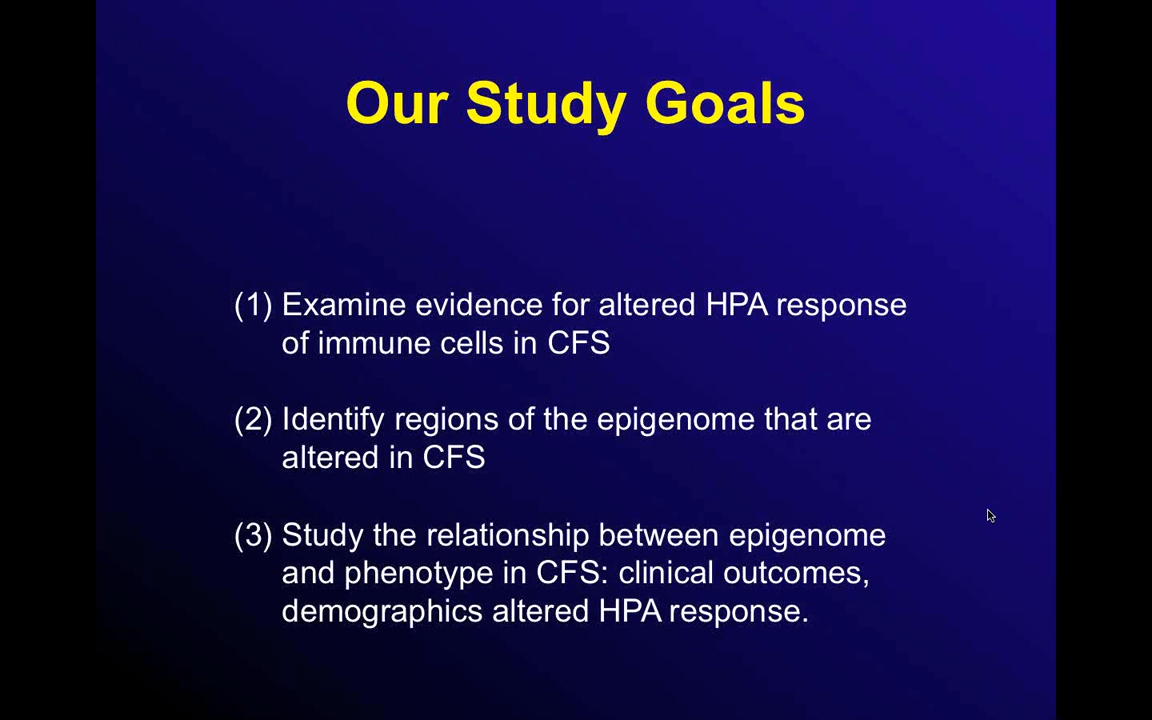 Our Study Goals
(1) Examine evidence for altered HPA response
of immune cells in CFS
(2) Identify regions of the epigenome that are
altered in CFS
(3) Study the relationship between epigenome
and phenotype in CFS: clinical outcomes,
demographics altered HPA response.